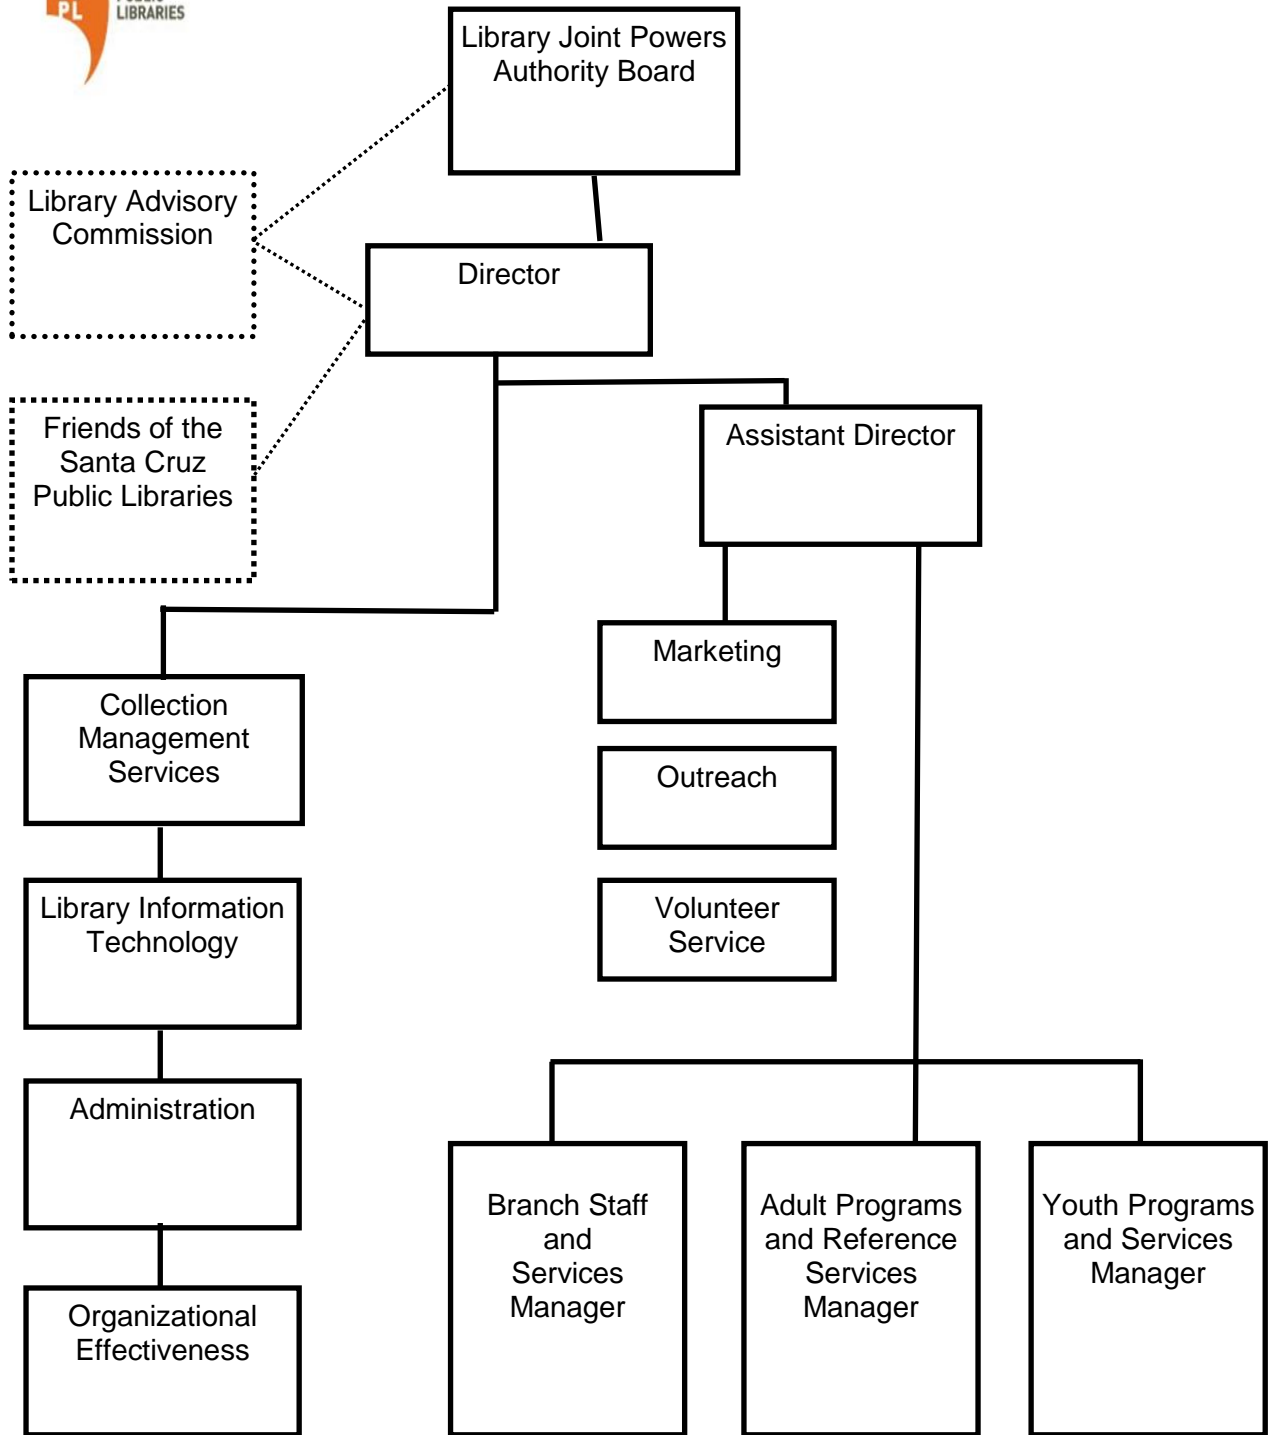 PL
LIBRARIES
Library Joint Powers
Authority Board
Library Advisory
Commission
Director
Friends of the
Santa Cruz
Public Libraries
Assistant Director
Marketing
Collection
Management
Services
Outreach
Library Information
Technology
Volunteer
Service
Administration
Branch Staff
and
Services
Manager
Adult Programs
and Reference
Services
Manager
Youth Programs
and Services
Manager
Organizational
Effectiveness